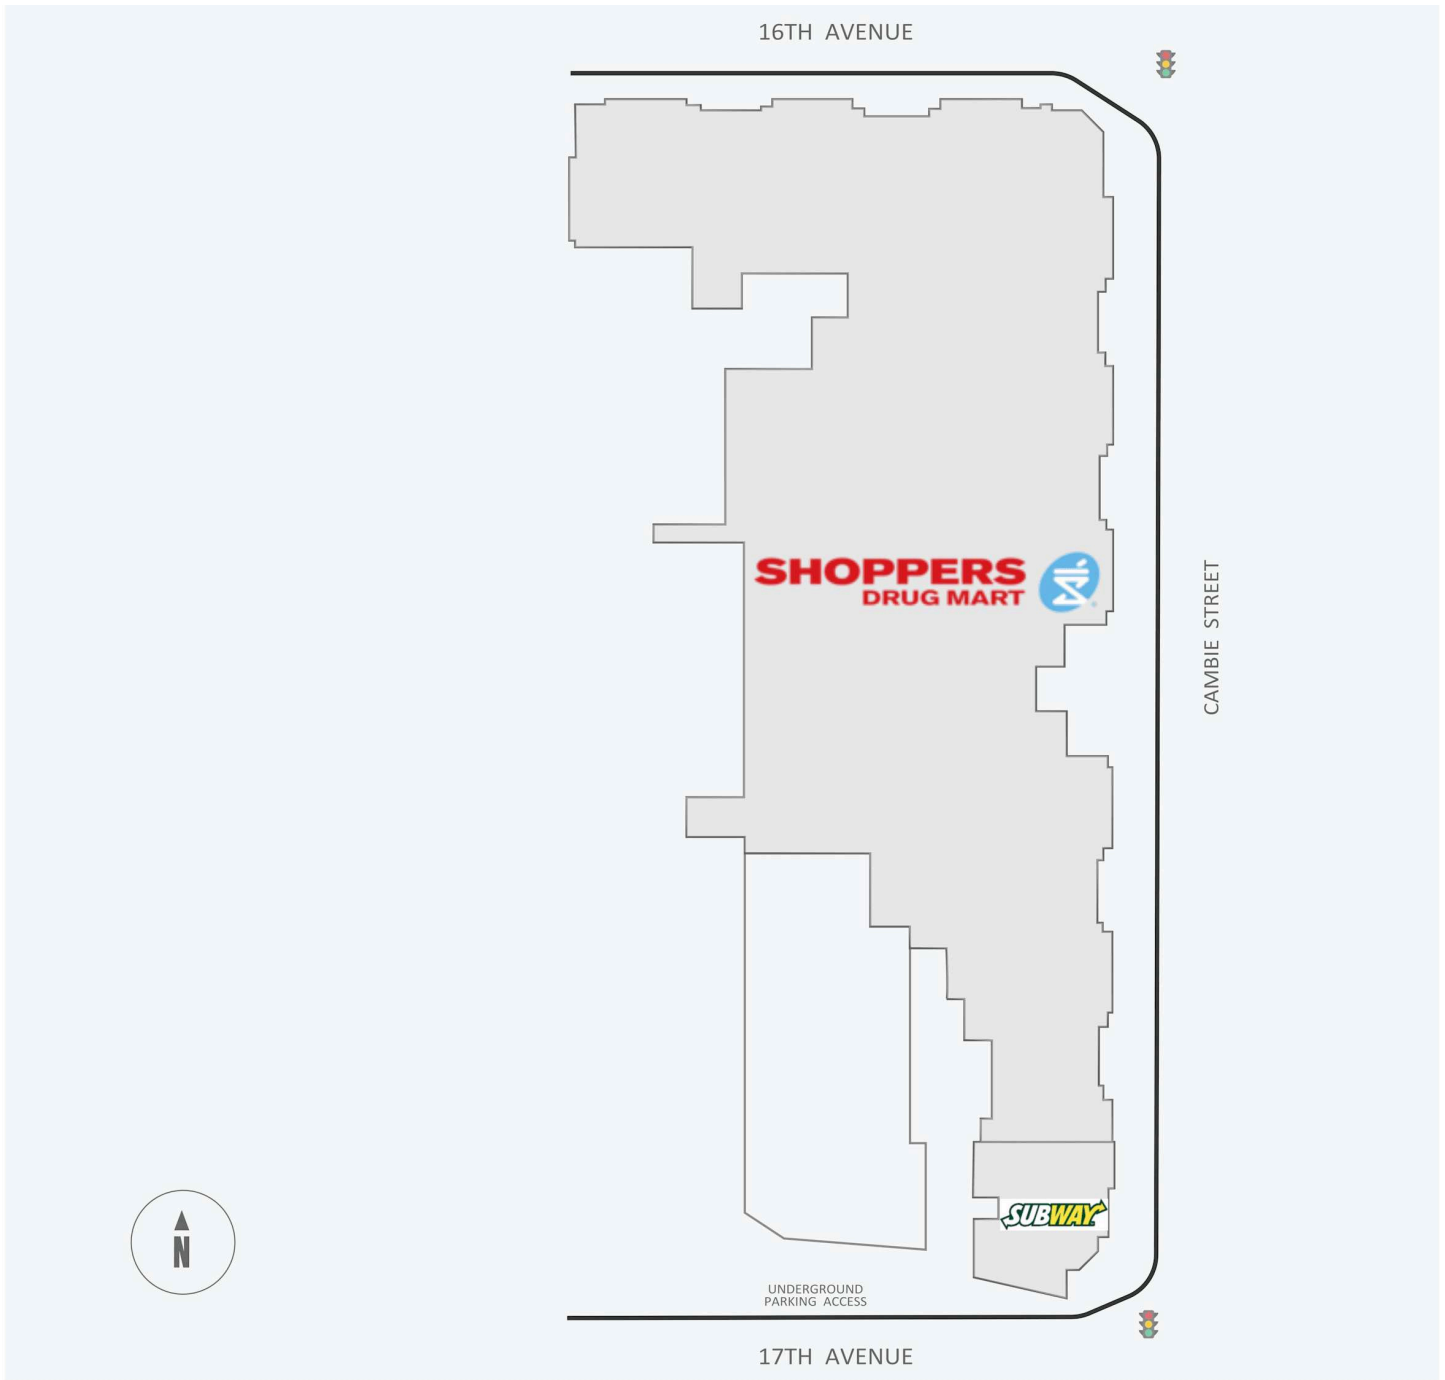 16TH AVENUE
SHOPPERS
DRUG MART
CAMBIE STREET
SUBWAY
N
UNDERGROUND
PARKING ACCESS
17TH AVENUE